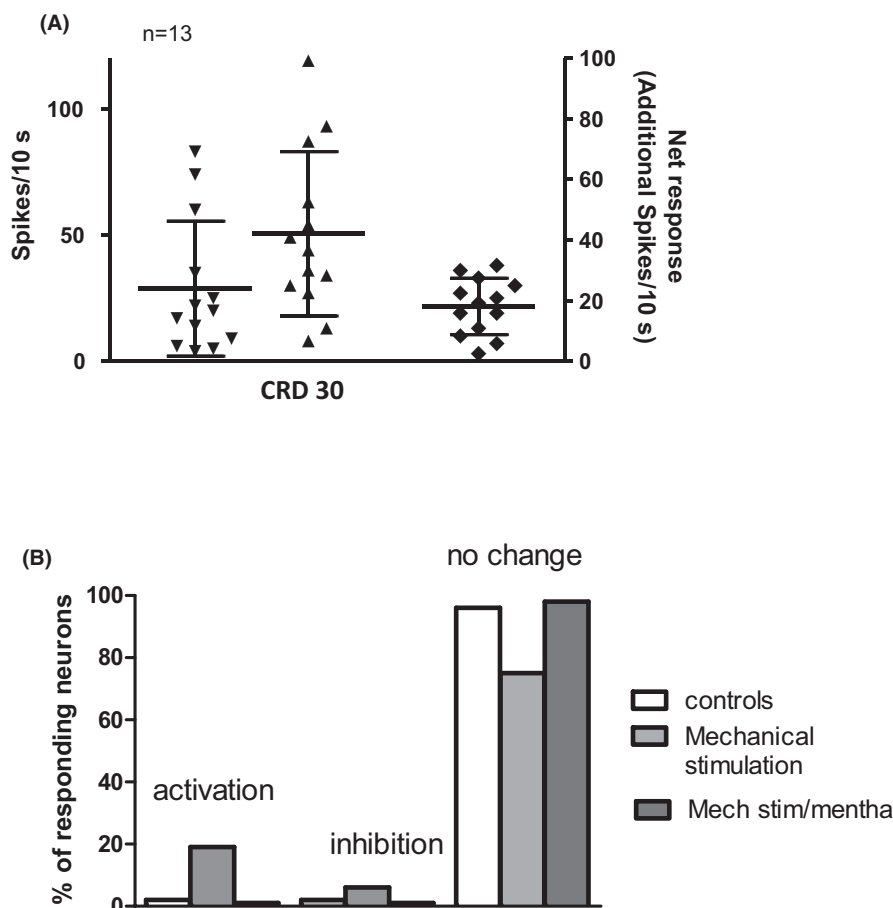 (A)
n=13
Spikes/10 s
100
50
0
100
80
60
40
20
0
Net response
(Additional Spikes/10 s)
CRD 30
(B)
no change
% of responding neurons
100
80
60
40
20
0
activation
inhibition
controls
Mechanical
stimulation
Mech stim/mentha